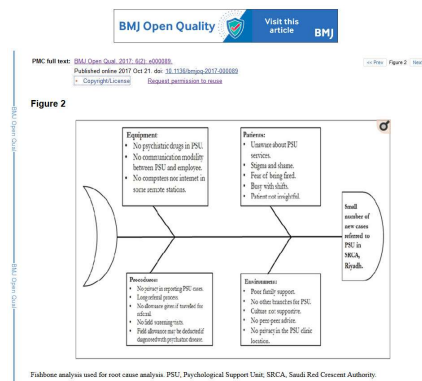 BMJ Open Quality
Visit this
article
BMJ
PMC full text: BMJ Open Qual. 2017; 6(2): e000089.
Published online 2017 Oct 21. doi: 10.1136/bmjoq-2017-000089
Copyright/License Request permission to reuse
<< Prev Figure 2 Next
Figure 2
BMJ Open Quality
BMJ Open Quality
Equipment
• No psychiatric drugs in PSU.
• No communication modality
between PSU and employee.
• No computers nor internet in
some remote stations.
Patients:
• Unaware about PSU
services.
• Stigma and shame.
• Fear of being fired.
• Busy with shifts.
• Patient not insightful.
Small
number of
new cases
referred to
PSU in
SRCA,
Riyadh.
Procedures:
• No privacy in reporting PSU cases.
• Long referral process.
• No allowance given if travelled for
referral.
• No field screening tests.
• Field allowance may be deducted if
diagnosed with psychiatric disease.
Environment:
• Poor family support.
• No other branches for PSU.
• Culture not supportive.
• No peer-peer advice.
• No privacy in the PSU clinic
location.
Fishbone analysis used for root cause analysis. PSU, Psychological Support Unit; SRCA, Saudi Red Crescent Authority.